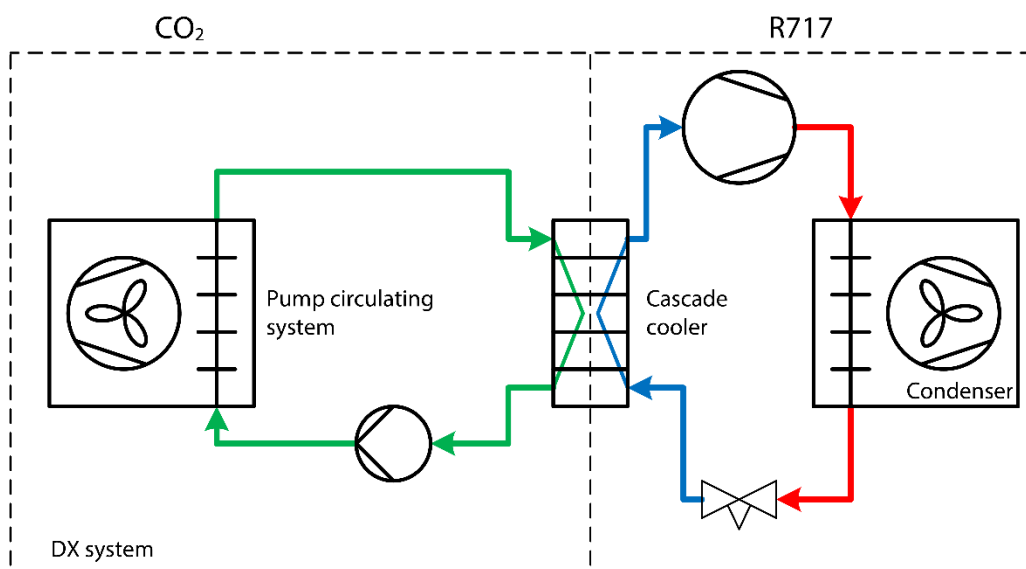 CO₂
R717
Pump circulating
system
Cascade
cooler
Condenser
DX system